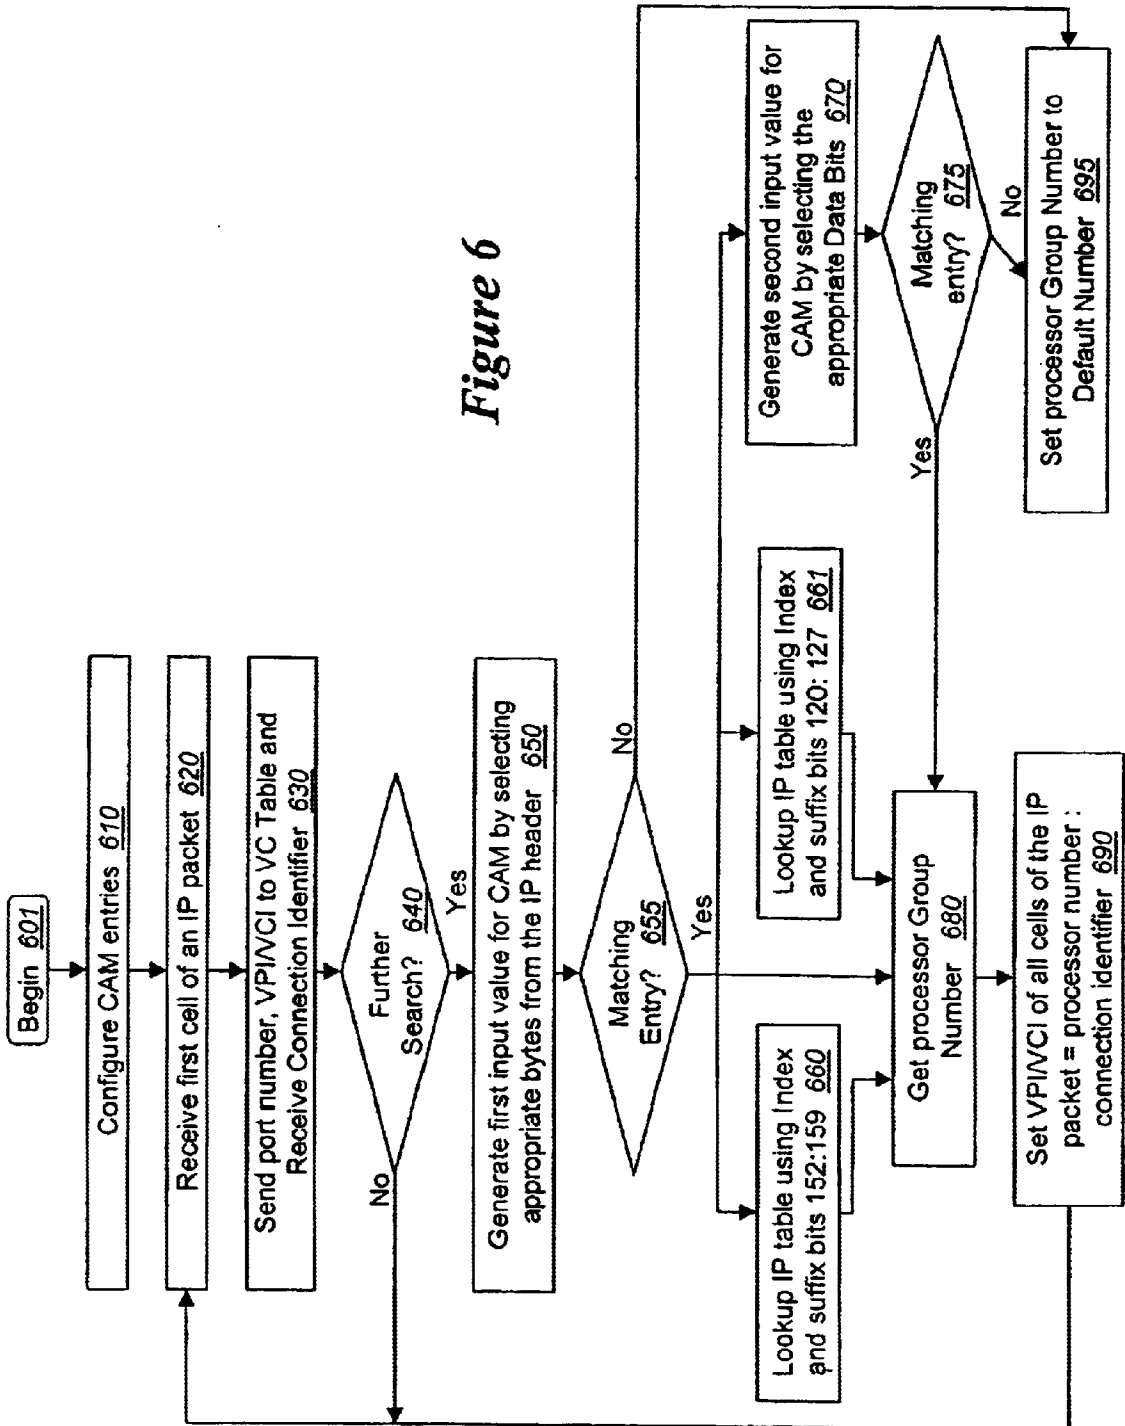 Begin 601
Configure CAM entries 610
Receive first cell of an IP packet 620
Send port number, VPI/VCI to VC Table and
Receive Connection Identifier 630
Further
Search? 640
No
Yes
Generate first input value for CAM by selecting
appropriate bytes from the IP header 650
Matching
Entry? 655
No
Yes
Lookup IP table using Index
and suffix bits 152:159 660
Lookup IP table using Index
and suffix bits 120: 127 661
Generate second input value for
CAM by selecting the
appropriate Data Bits 670
Matching
entry? 675
Yes
No
Get processor Group
Number 680
Set processor Group Number to
Default Number 695
Set VPI/VCI of all cells of the IP
packet = processor number :
connection identifier 690
Figure 6